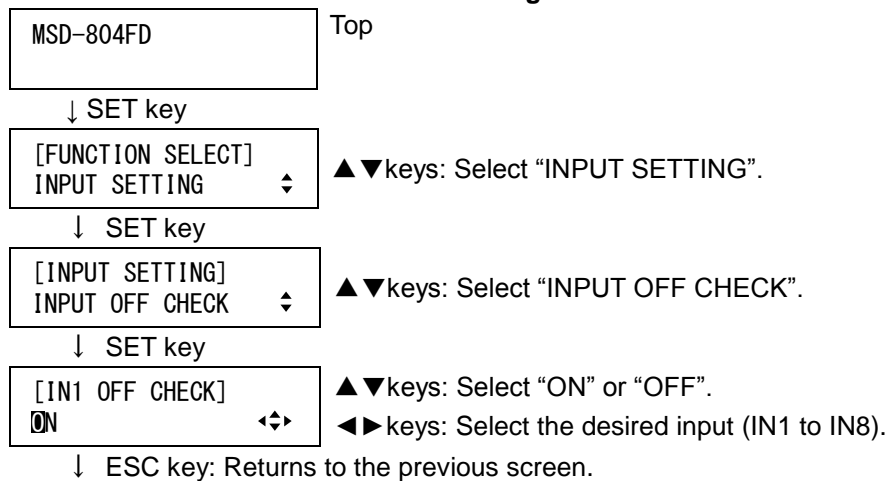 MSD-804FD
Top
↓ SET key
[FUNCTION SELECT]
INPUT SETTING
▲▼keys: Select “INPUT SETTING”.
↓ SET key
[INPUT SETTING]
INPUT OFF CHECK
▲▼keys: Select “INPUT OFF CHECK”.
↓ SET key
[IN1 OFF CHECK]
ON
▲▼keys: Select “ON” or “OFF”.
◄►keys: Select the desired input (IN1 to IN8).
↓ ESC key: Returns to the previous screen.